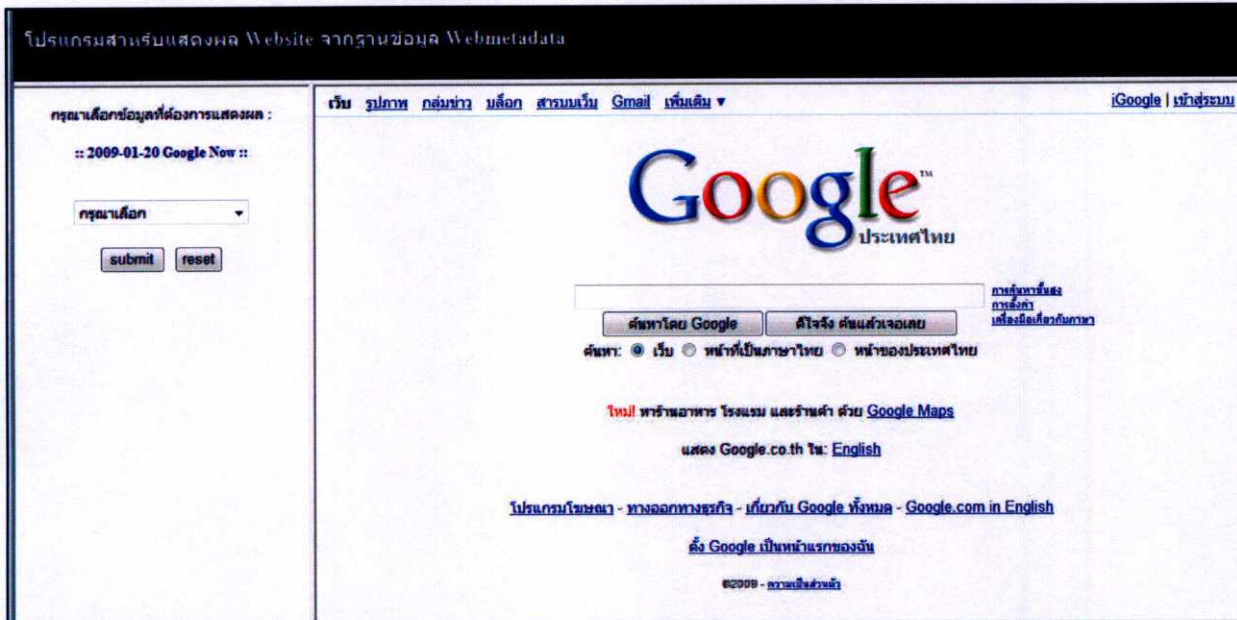 โปรแกรมสำหรับแสดงผล Website จากฐานข้อมูล Webmetadata
กรุณาเลือกข้อมูลที่ต้องการแสดงผล :
:: 2009-01-20 Google Now ::
กรุณาเลือก
submit reset
เว็บ รูปภาพ กลุ่มข่าว บล็อก สารบบเว็บ Gmail เพิ่มเติม ▼
iGoogle | เข้าสู่ระบบ
Google™
ประเทศไทย
การค้นหาขั้นสูง
การตั้งค่า
เครื่องมือเกี่ยวกับภาษา
ค้นหาโดย Google ดีใจจัง ค้นแล้วเจอเลย
ค้นหา: เว็บ หน้าที่เป็นภาษาไทย หน้าของประเทศไทย
ใหม่! หาร้านอาหาร โรงแรม และร้านค้า ด้วย Google Maps
แสดง Google.co.th ใน: English
โปรแกรมโฆษณา - ทางออกทางธุรกิจ - เกี่ยวกับ Google ทั้งหมด - Google.com in English
ตั้ง Google เป็นหน้าแรกของฉัน
©2009 - ความเป็นส่วนตัว